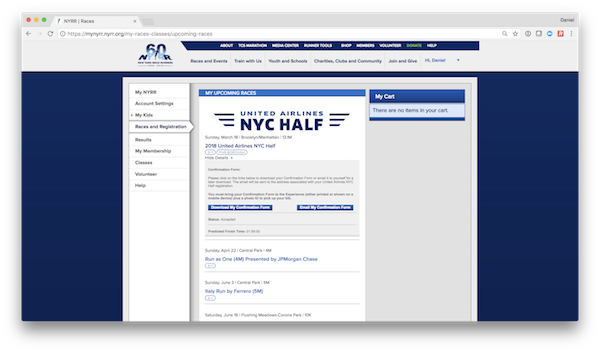 NYRR | Races
Daniel
https://mynyrr.nyrr.org/my-races-classes/upcoming-races
ABOUT TCS MARATHON MEDIA CENTER RUNNER TOOLS SHOP MEMBERS VOLUNTEER DONATE HELP
60
NYRR
NEW YORK ROAD RUNNERS
Races and Events Train with Us Youth and Schools Charities, Clubs and Community Join and Give Hi, Daniel
My NYRR
Account Settings
My Kids
Races and Registration
Results
My Membership
Classes
Volunteer
Help
MY UPCOMING RACES
UNITED AIRLINES
NYC HALF
Sunday, March 18 | Brooklyn/Manhattan | 13.1M
2018 United Airlines NYC Half
Hide Details
Confirmation Form:
Please click on the links below to download your Confirmation Form or email it to yourself for a
later download. The email will be sent to the address associated with your United Airlines NYC
Half registration.
You must bring your Confirmation Form to the Experience (either printed or shown on a
mobile device) plus a photo ID to pick up your bib.
Download My Confirmation Form Email My Confirmation Form
Status: Accepted
Predicted Finish Time:
Sunday, April 22 | Central Park | 4M
Run as One (4M) Presented by JPMorgan Chase
Sunday, June 3 | Central Park | 5M
Italy Run by Ferrero (5M)
Saturday, June 16 | Flushing Meadows-Corona Park | 10K
My Cart
There are no items in your cart.